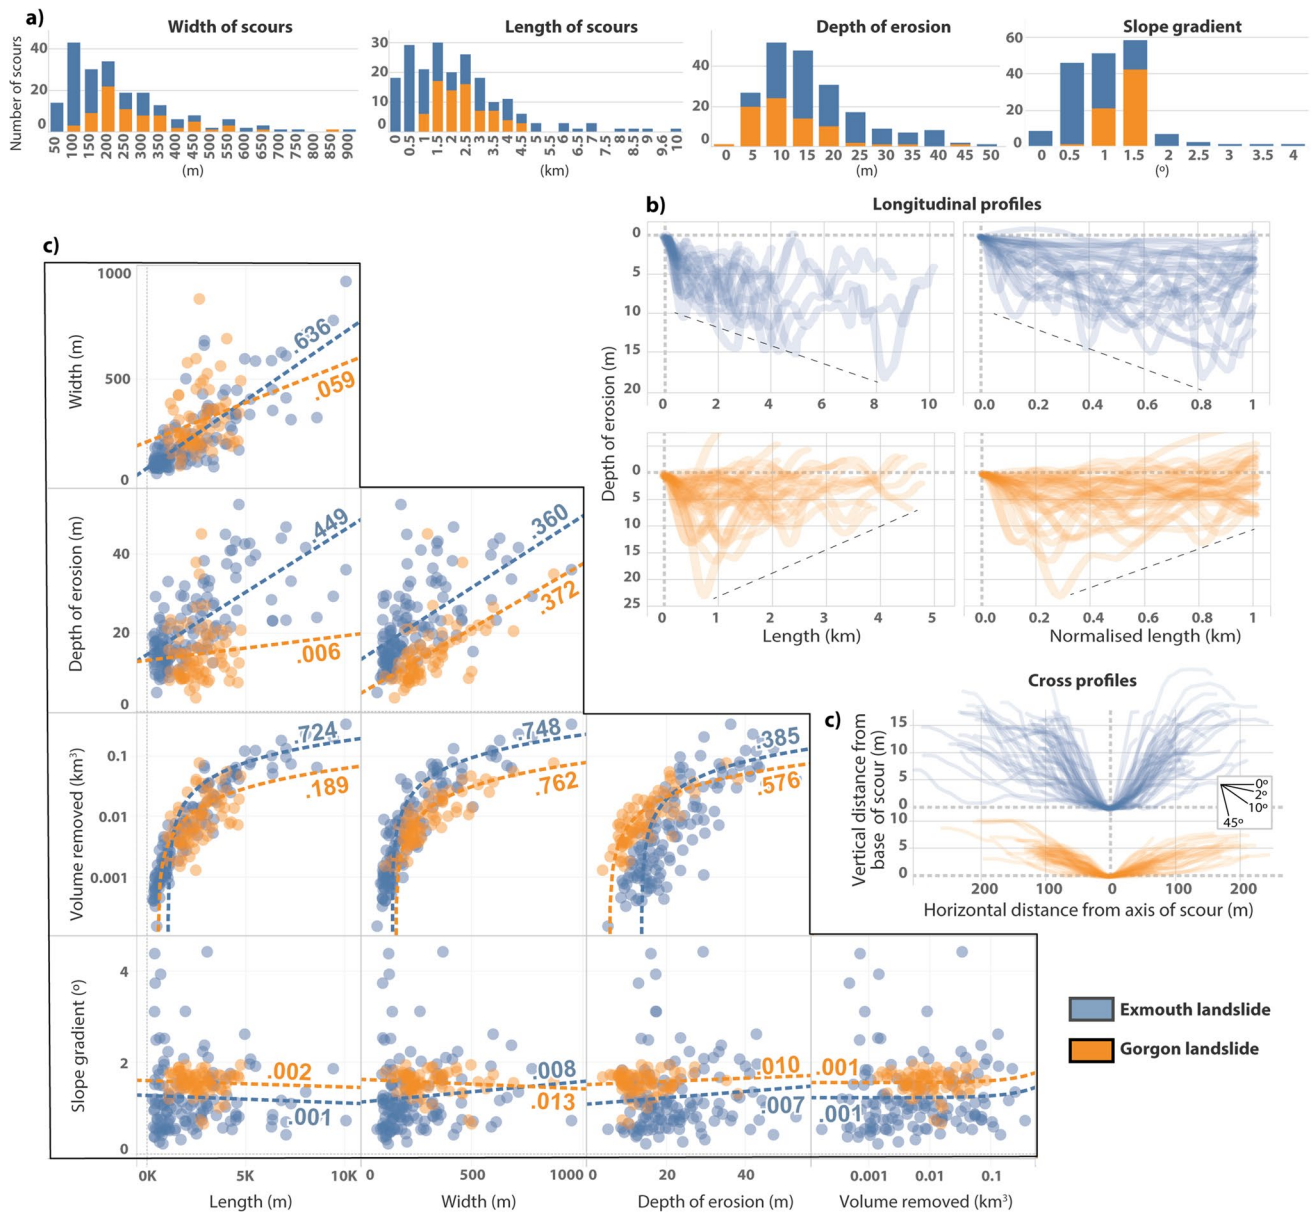 a)
Width of scours
Length of scours
Depth of erosion
Slope gradient
Number of scours
40
20
0
50 100 150 200 250 300 350 400 450 500 550 600 650 700 750 800 850 900
(m)
30
20
10
0
0 0.5 1 1.5 2 2.5 3 3.5 4 4.5 5 5.5 6 6.5 7 7.5 8 8.5 9 9.6 10
(km)
40
20
0
0 5 10 15 20 25 30 35 40 45 50
(m)
60
40
20
0
0 0.5 1 1.5 2 2.5 3 3.5 4
(º)
b)
Longitudinal profiles
Depth of erosion (m)
0
5
10
15
20
0 2 4 6 8 10
0.0 0.2 0.4 0.6 0.8 1
0
5
10
15
20
25
0 1 2 3 4 5
0.0 0.2 0.4 0.6 0.8 1
Length (km)
Normalised length (km)
c)
Cross profiles
Vertical distance from
base of scour (m)
15
10
5
0
10
5
0
0º
2º
10º
45º
200 100 0 100 200
Horizontal distance from axis of scour (m)
c)
Width (m)
1000
500
0
.636
.059
Depth of erosion (m)
40
20
0
.449
.006
.360
.372
Volume removed (km³)
0.1
0.01
0.001
.724
.189
.748
.762
.385
.576
Slope gradient (º)
4
2
0
.002
.001
.008
.013
.010
.007
.001
.001
0K 5K 10K
0 500 1000
0 20 40
0.001 0.01 0.1
Length (m)
Width (m)
Depth of erosion (m)
Volume removed (km³)
Exmouth landslide
Gorgon landslide